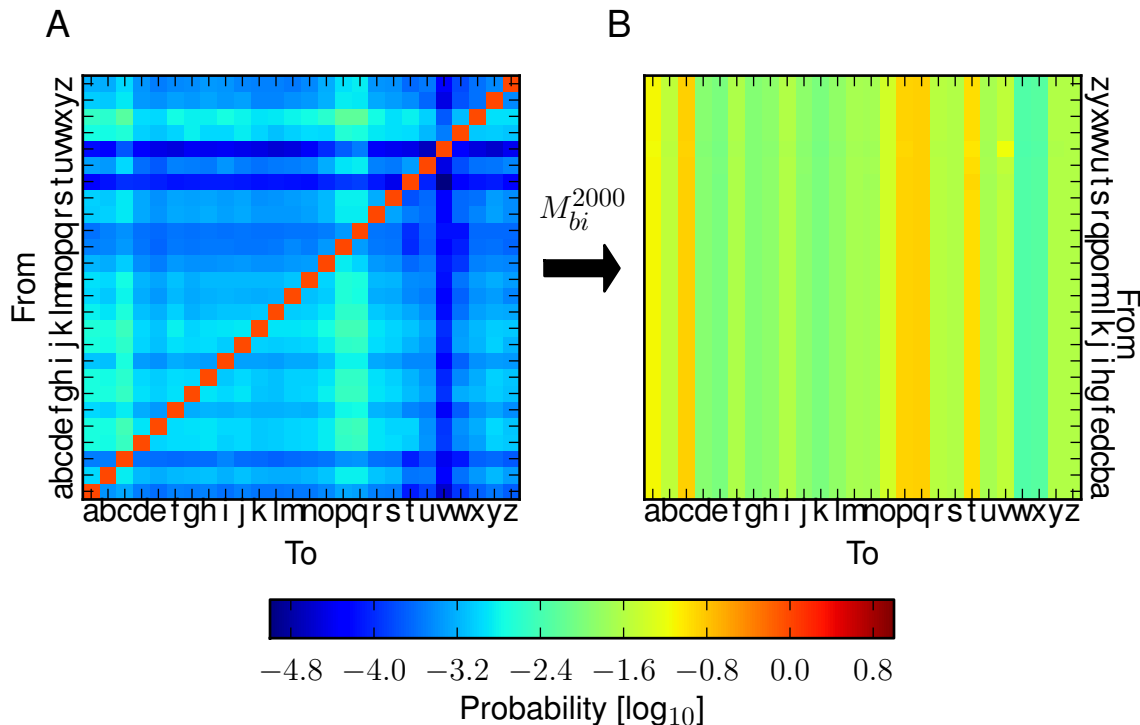 A
B
From
abcdefghijklmnopqrstuvwxyz
abcdefghijklmnopqrstuvwxyz
To
M_{bi}^{2000}
zyxwvutsrqponmlkjihgfedcba
From
abcdefghijklmnopqrstuvwxyz
To
−4.8 −4.0 −3.2 −2.4 −1.6 −0.8 0.0 0.8
Probability [log₁₀]